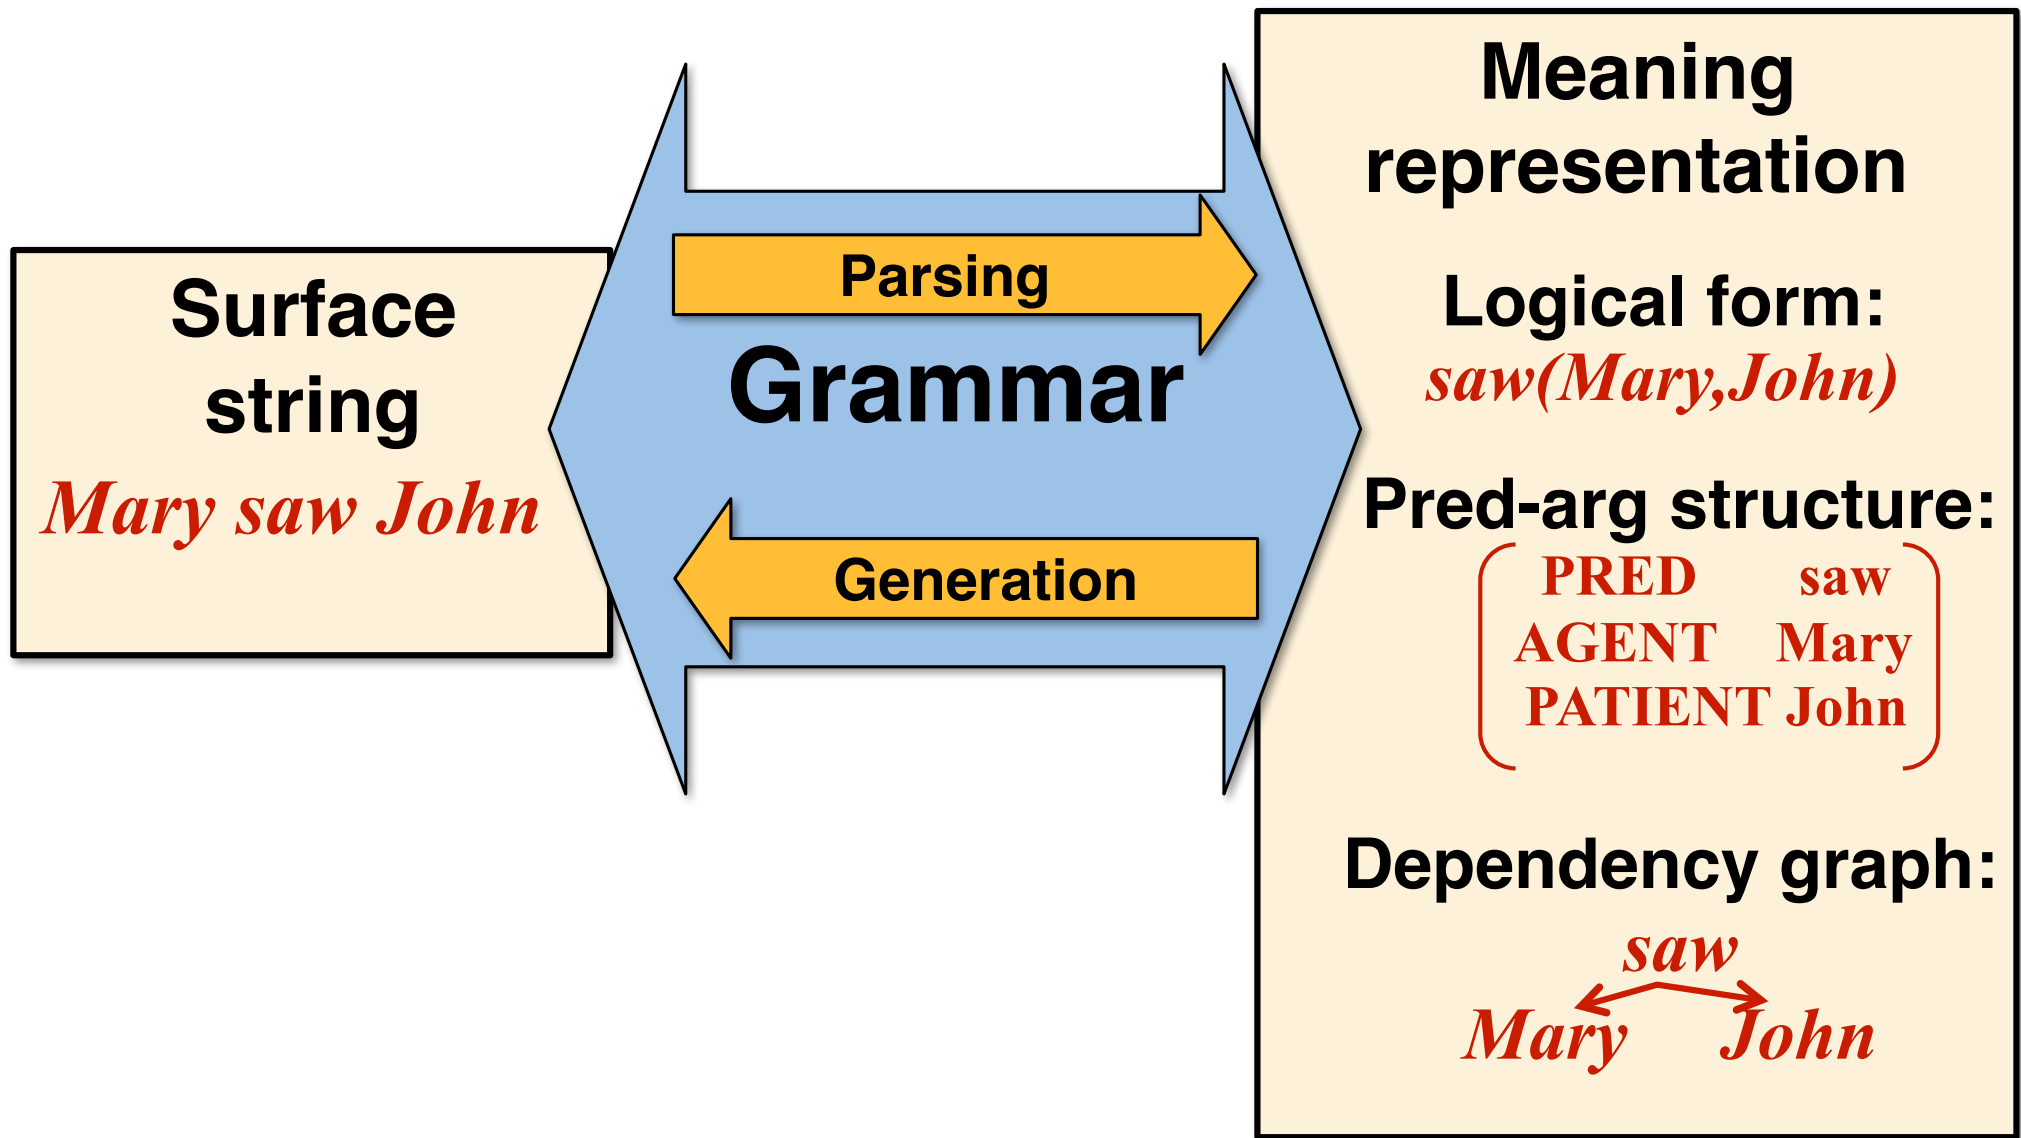 Surface
string
Mary saw John
Parsing
Grammar
Generation
Meaning
representation
Logical form:
saw(Mary,John)
Pred-arg structure:
PRED saw
AGENT Mary
PATIENT John
Dependency graph:
saw
Mary John